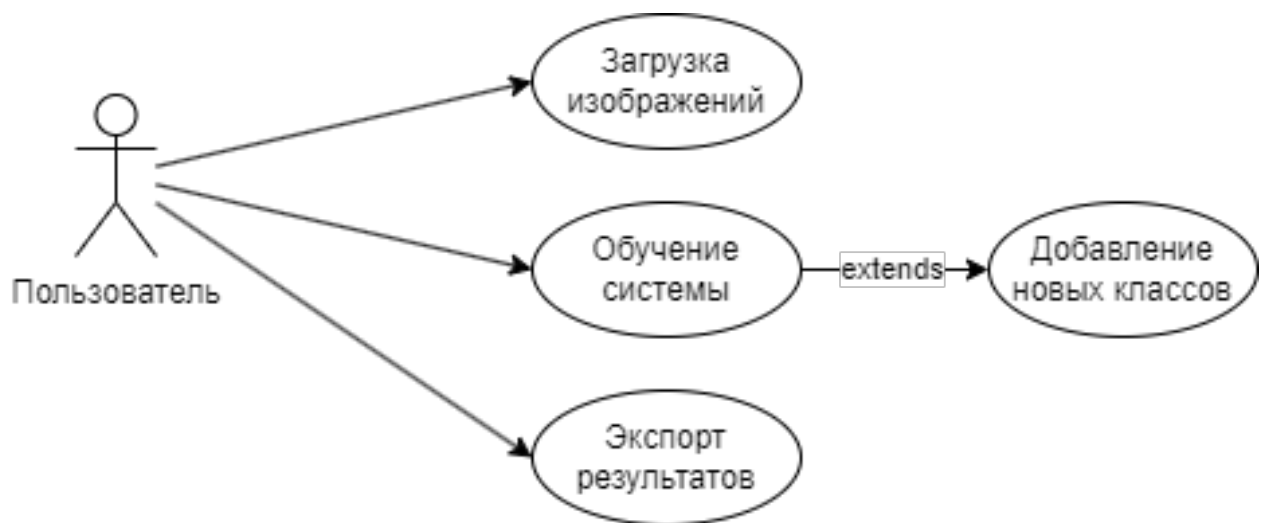 Загрузка
изображений
Пользователь
Обучение
системы
extends
Добавление
новых классов
Экспорт
результатов